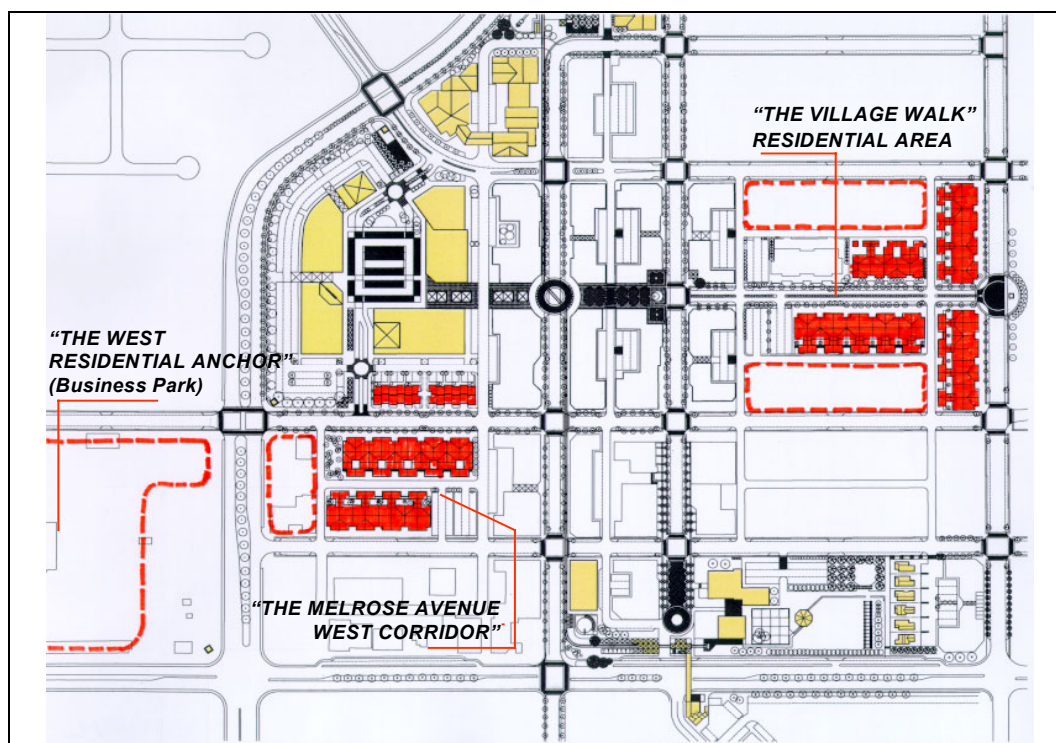 “THE VILLAGE WALK”
RESIDENTIAL AREA
“THE WEST
RESIDENTIAL ANCHOR”
(Business Park)
“THE MELROSE AVENUE
WEST CORRIDOR”